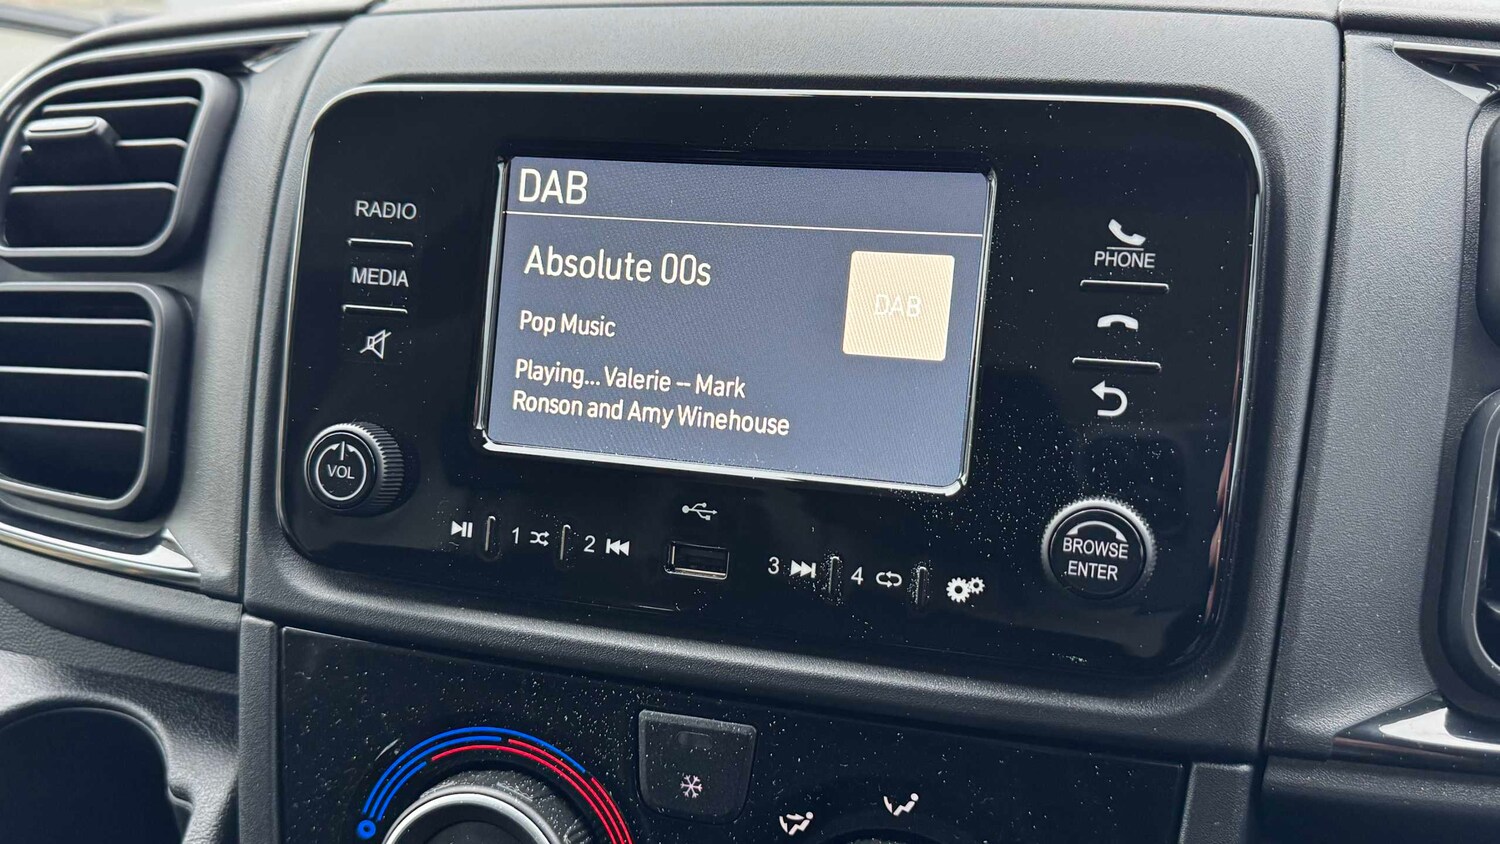 DAB
Absolute 00s
DAB
Pop Music
Playing... Valerie – Mark
Ronson and Amy Winehouse
RADIO
MEDIA
VOL
1
2
3
4
PHONE
BROWSE
ENTER